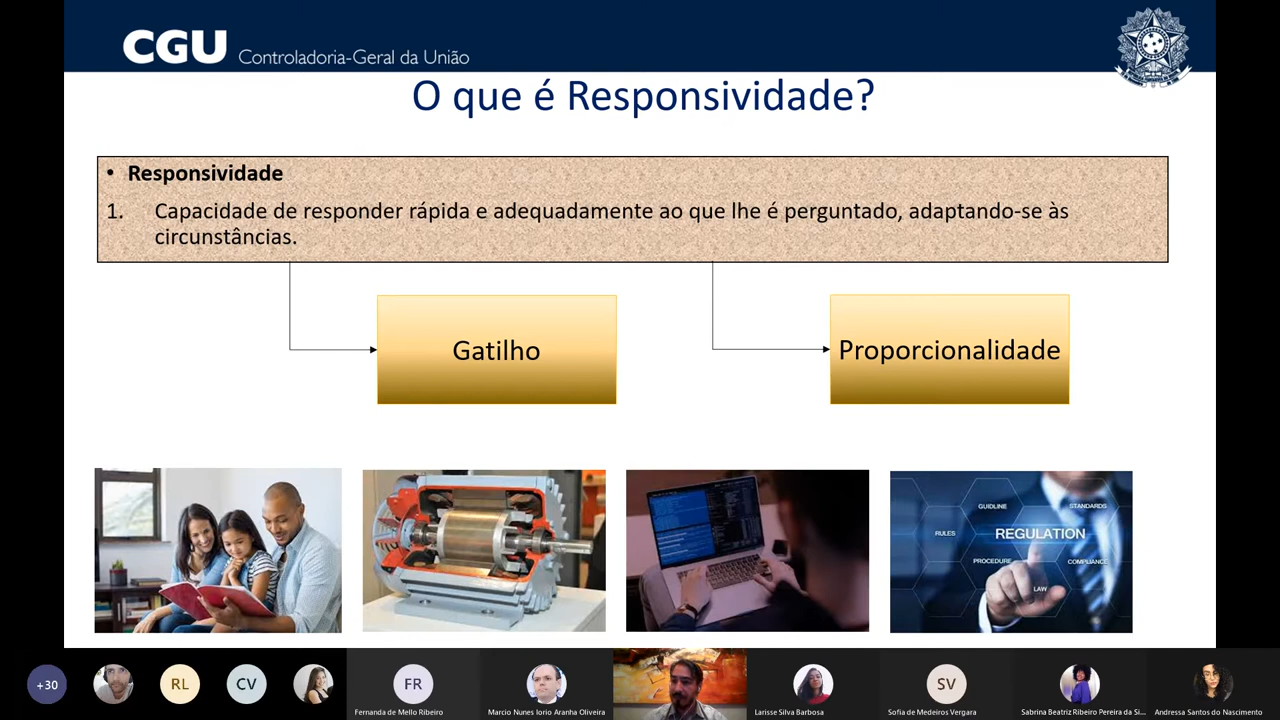 CGU Controladoria-Geral da União
O que é Responsividade?
• Responsividade
1. Capacidade de responder rápida e adequadamente ao que lhe é perguntado, adaptando-se às
circunstâncias.
Gatilho
Proporcionalidade
GUIDLINE
STANDARDS
RULES
REGULATION
PROCEDURE
COMPLIANCE
LAW
+30
RL
CV
FR
SV
Fernanda de Mello Ribeiro
Marcio Nunes Iorio Aranha Oliveira
Larisse Silva Barbosa
Sofia de Medeiros Vergara
Sabrina Beatriz Ribeiro Pereira da Si...
Andressa Santos do Nascimento